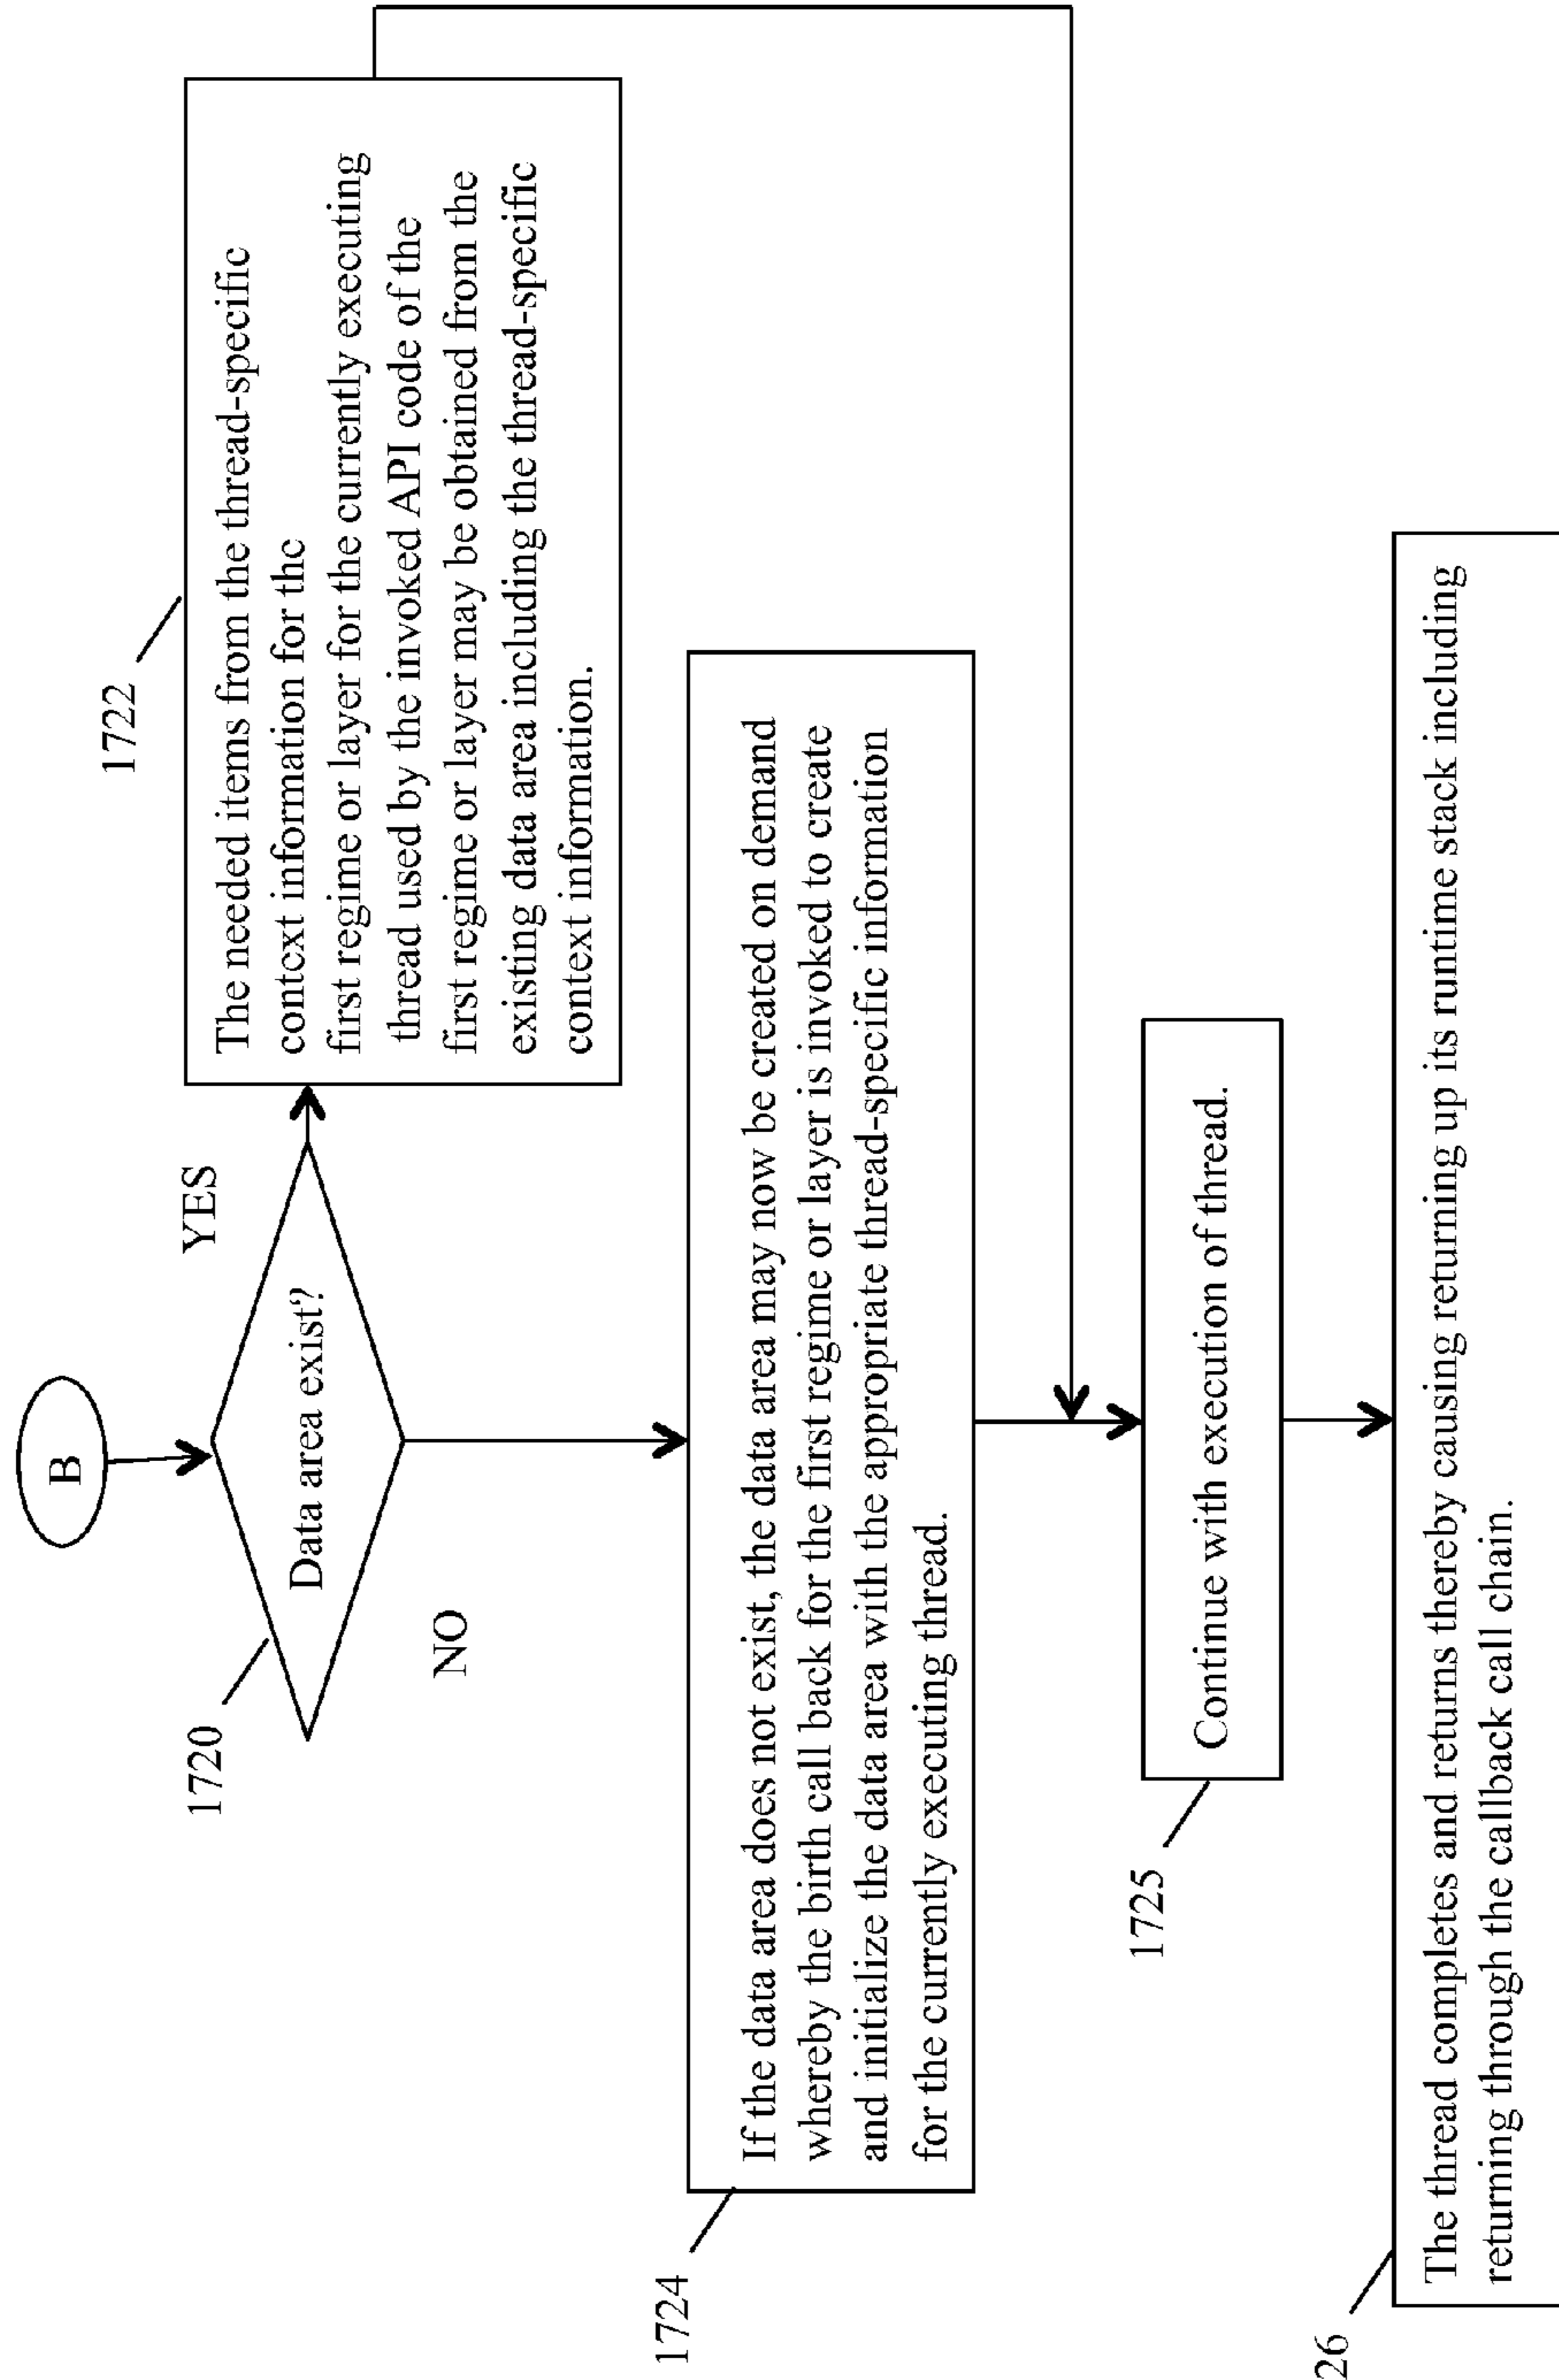 B
1720
Data area exist?
YES
NO
1722
The needed items from the thread-specific
context information for the
first regime or layer for the currently executing
thread used by the invoked API code of the
first regime or layer may be obtained from the
existing data area including the thread-specific
context information.
1724
If the data area does not exist, the data area may now be created on demand
whereby the birth call back for the first regime or layer is invoked to create
and initialize the data area with the appropriate thread-specific information
for the currently executing thread.
1725
Continue with execution of thread.
26
The thread completes and returns thereby causing returning up its runtime stack including
returning through the callback call chain.